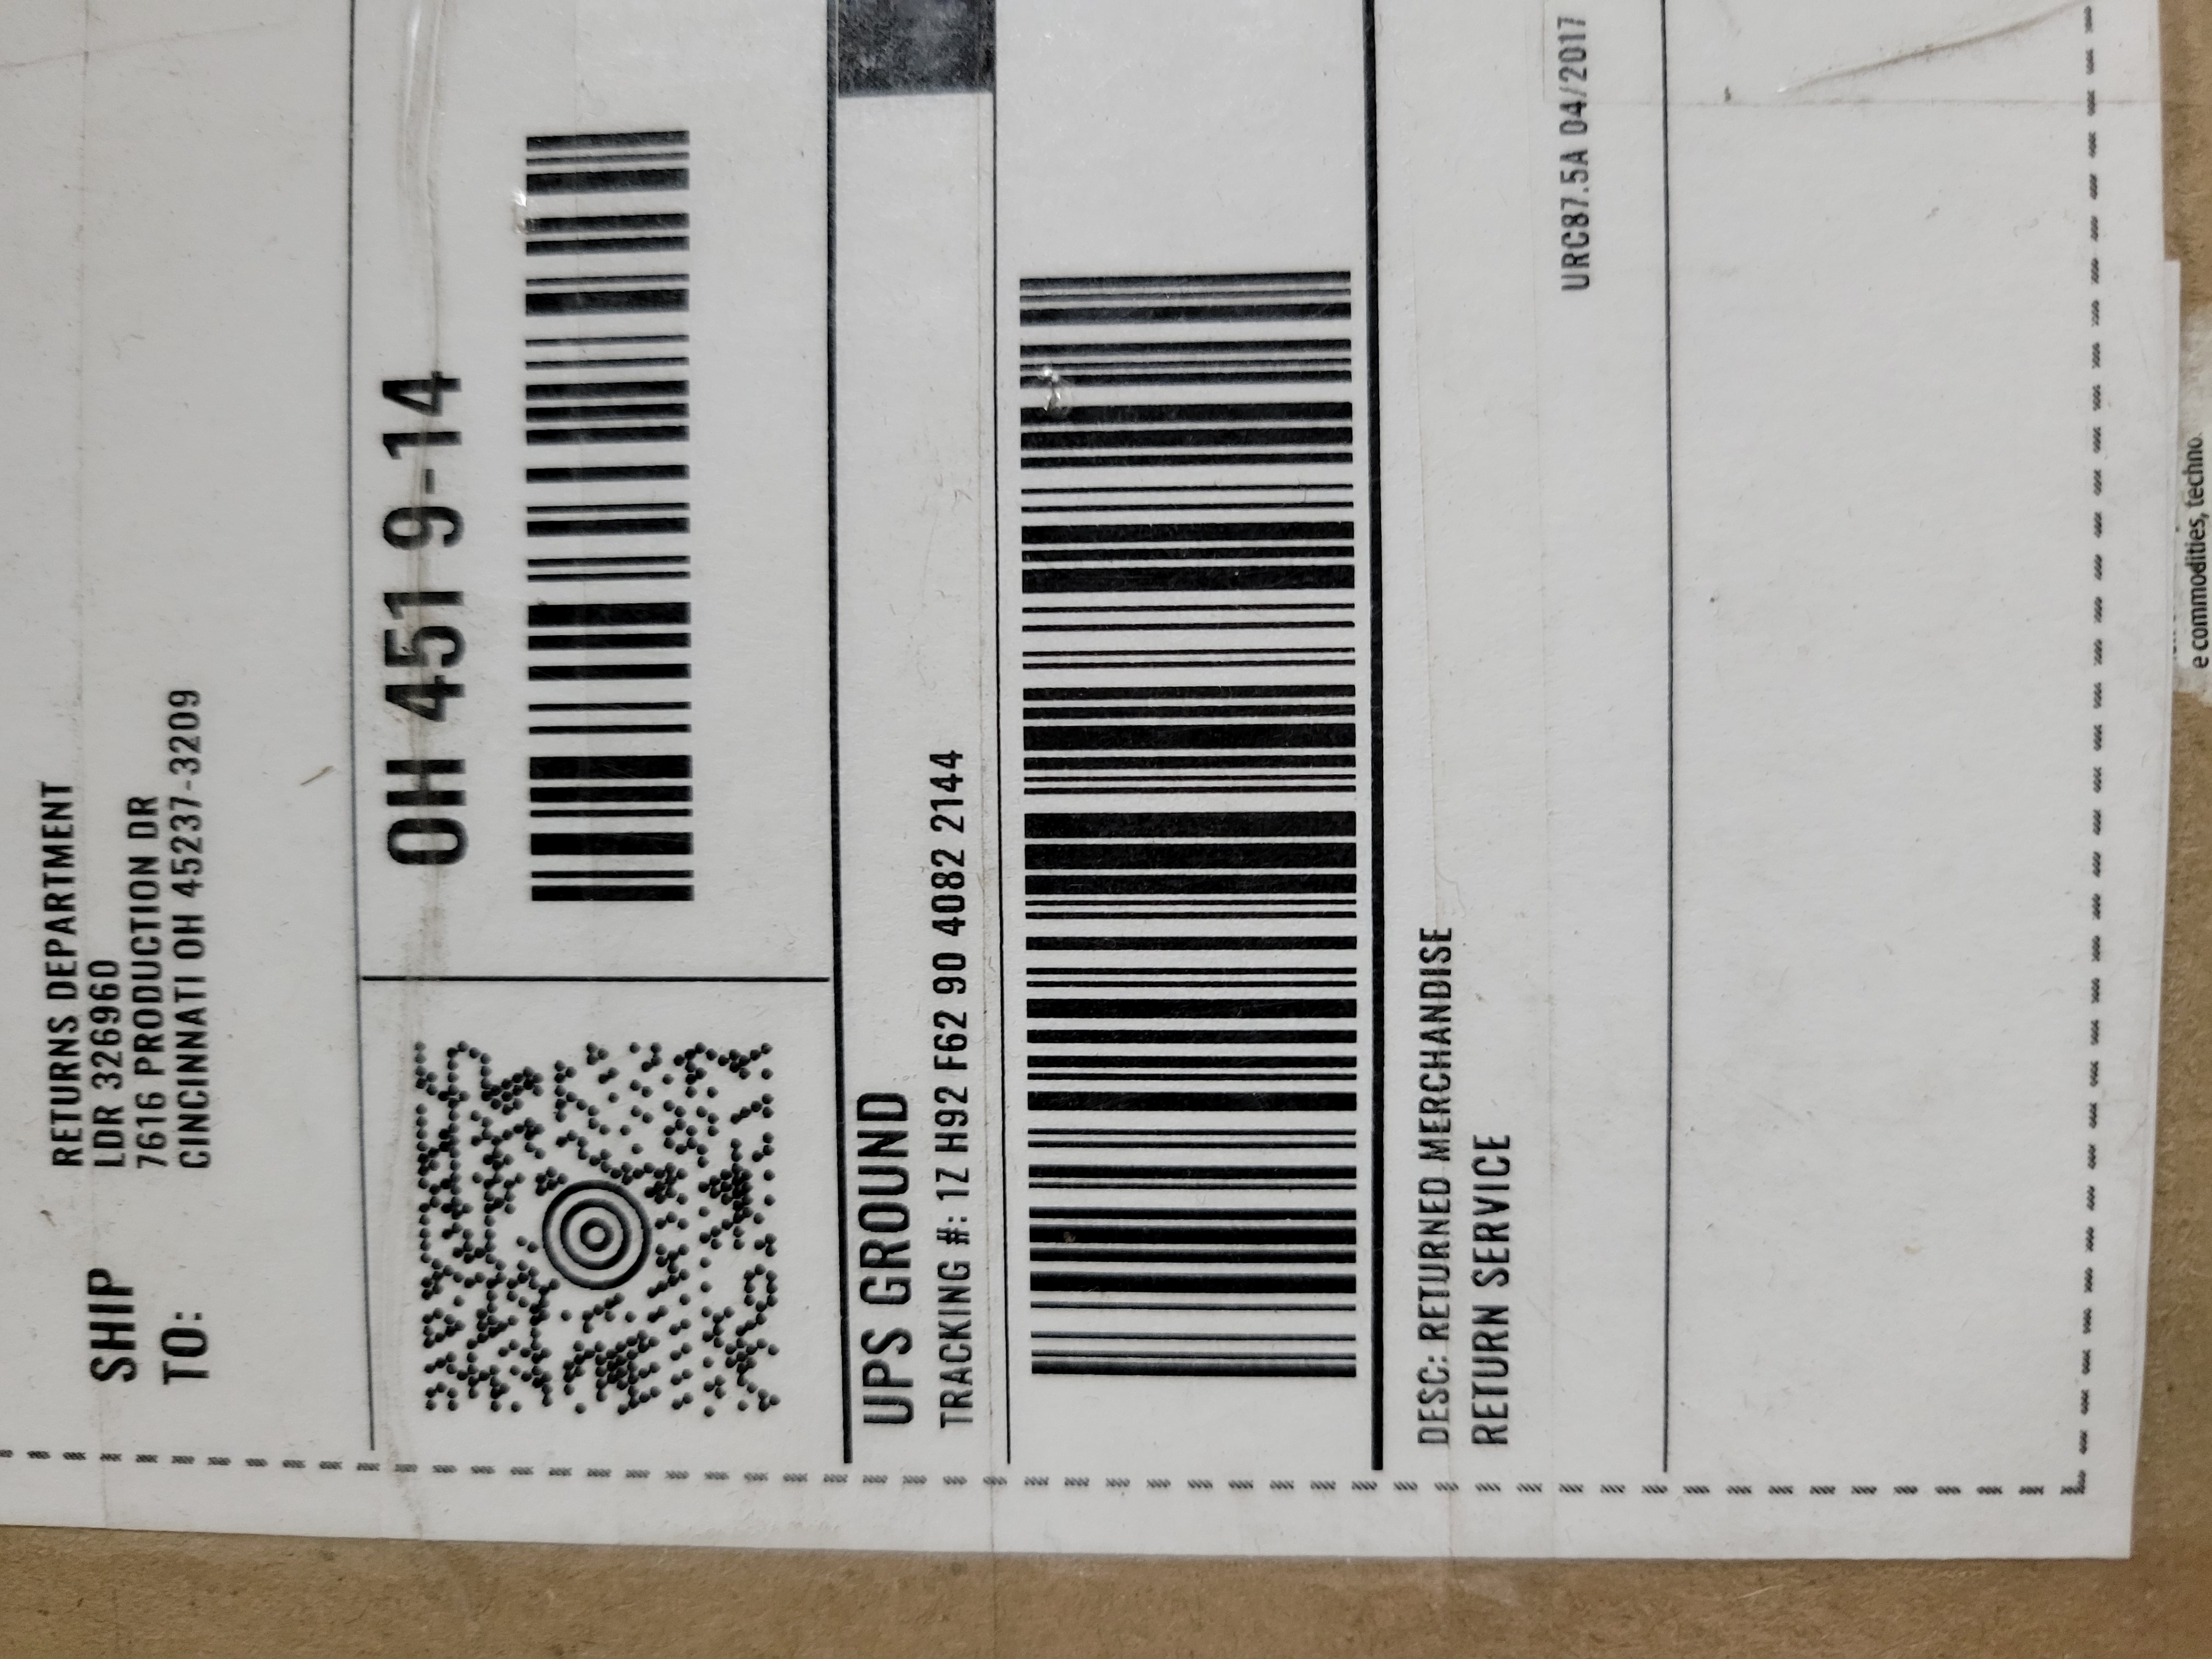 RETURNS DEPARTMENT
LDR 326960
7616 PRODUCTION DR
CINCINNATI OH 45237-3209
SHIP
TO:
OH 451 9-14
UPS GROUND
TRACKING #: 1Z H92 F62 90 4082 2144
DESC: RETURNED MERCHANDISE
RETURN SERVICE
URC87.5A 04/2017
e commodities, techno